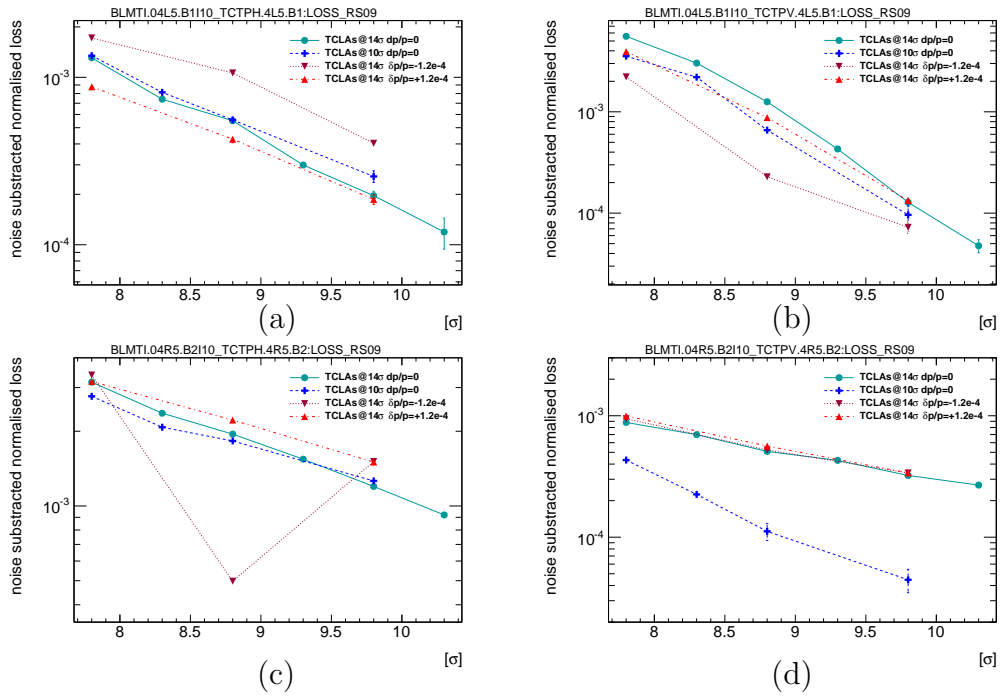 BLMTI.04L5.B1I10_TCTPH.4L5.B1:LOSS_RS09
noise substracted normalised loss
10⁻³
10⁻⁴
TCLAs@14σ dp/p=0
TCLAs@10σ dp/p=0
TCLAs@14σ δp/p=-1.2e-4
TCLAs@14σ δp/p=+1.2e-4
8 8.5 9 9.5 10
[σ]
(a)
BLMTI.04L5.B1I10_TCTPV.4L5.B1:LOSS_RS09
noise substracted normalised loss
10⁻³
10⁻⁴
TCLAs@14σ dp/p=0
TCLAs@10σ dp/p=0
TCLAs@14σ δp/p=-1.2e-4
TCLAs@14σ δp/p=+1.2e-4
8 8.5 9 9.5 10
[σ]
(b)
BLMTI.04R5.B2I10_TCTPH.4R5.B2:LOSS_RS09
noise substracted normalised loss
10⁻³
TCLAs@14σ dp/p=0
TCLAs@10σ dp/p=0
TCLAs@14σ δp/p=-1.2e-4
TCLAs@14σ δp/p=+1.2e-4
8 8.5 9 9.5 10
[σ]
(c)
BLMTI.04R5.B2I10_TCTPV.4R5.B2:LOSS_RS09
noise substracted normalised loss
10⁻³
10⁻⁴
TCLAs@14σ dp/p=0
TCLAs@10σ dp/p=0
TCLAs@14σ δp/p=-1.2e-4
TCLAs@14σ δp/p=+1.2e-4
8 8.5 9 9.5 10
[σ]
(d)